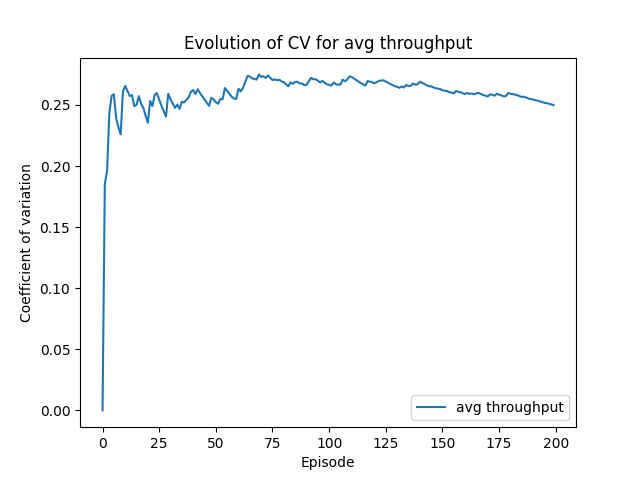 Evolution of CV for avg throughput
Coefficient of variation
0.25
0.20
0.15
0.10
0.05
0.00
avg throughput
0 25 50 75 100 125 150 175 200
Episode